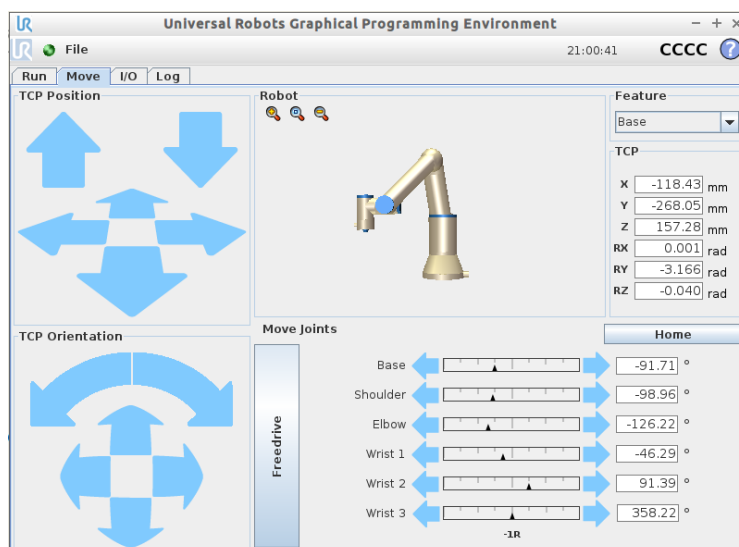 UR Universal Robots Graphical Programming Environment
UR File 21:00:41 CCCC ?
Run Move I/O Log
TCP Position
Robot
Feature
Base
TCP
X -118.43 mm
Y -268.05 mm
Z 157.28 mm
RX 0.001 rad
RY -3.166 rad
RZ -0.040 rad
TCP Orientation
Move Joints
Home
Freedrive
Base -91.71 °
Shoulder -98.96 °
Elbow -126.22 °
Wrist 1 -46.29 °
Wrist 2 91.39 °
Wrist 3 358.22 °
-1R